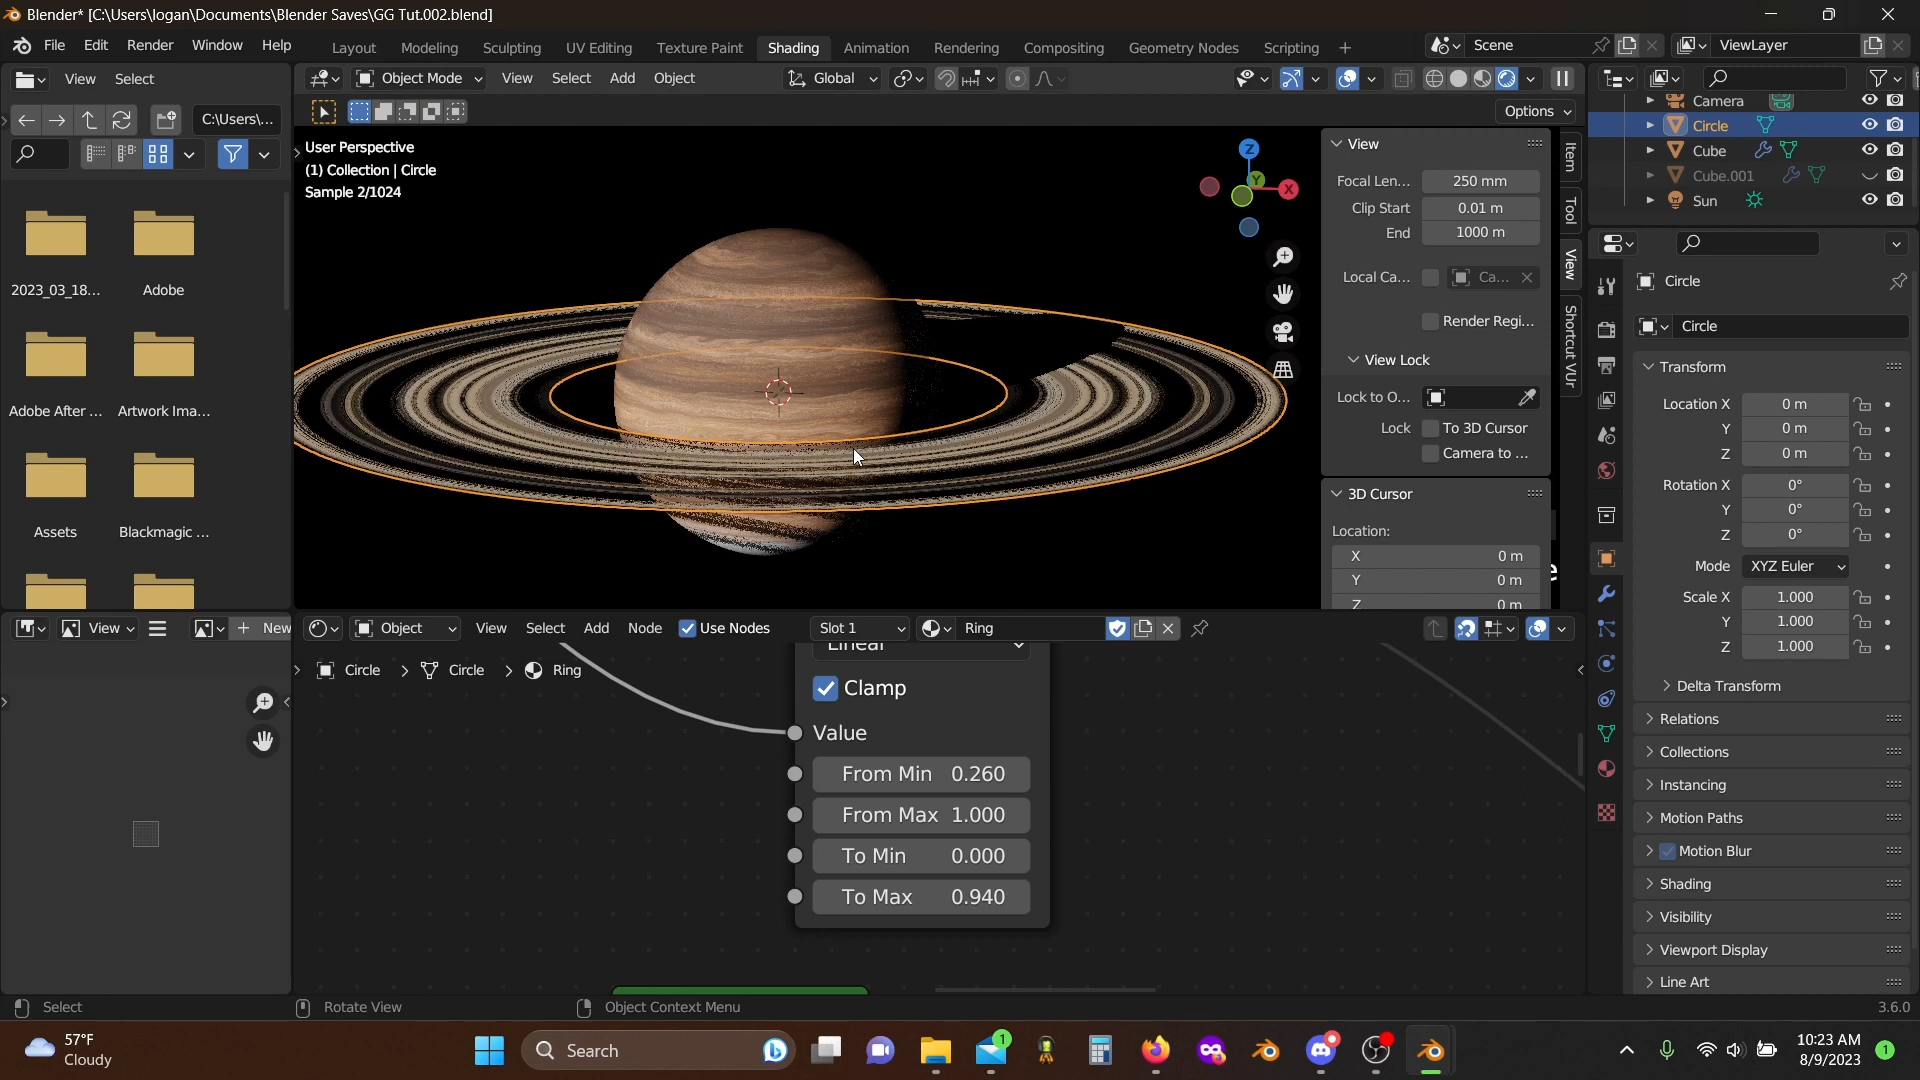 Blender* [C:\Users\logan\Documents\Blender Saves\GG Tut.002.blend]
File Edit Render Window Help
Layout Modeling Sculpting UV Editing Texture Paint Shading Animation Rendering Compositing Geometry Nodes Scripting +
Scene
ViewLayer
View Select
Object Mode View Select Add Object
Global
C:\Users\...
Options
User Perspective
(1) Collection | Circle
Sample 2/1024
Z
Y
X
2023_03_18...
Adobe
Adobe After ...
Artwork Ima...
Assets
Blackmagic ...
View
Focal Len... 250 mm
Clip Start 0.01 m
End 1000 m
Local Ca... Ca...
Render Regi...
View Lock
Lock to O...
Lock To 3D Cursor
Camera to ...
3D Cursor
Location:
X 0 m
Y 0 m
Z 0 m
Item
Tool
View
Shortcut VUr
Camera
Circle
Cube
Cube.001
Sun
Circle
Circle
Transform
Location X 0 m
Y 0 m
Z 0 m
Rotation X 0°
Y 0°
Z 0°
Mode XYZ Euler
Scale X 1.000
Y 1.000
Z 1.000
Delta Transform
Relations
Collections
Instancing
Motion Paths
Motion Blur
Shading
Visibility
Viewport Display
Line Art
View
New
Object View Select Add Node Use Nodes Slot 1 Ring
Circle > Circle > Ring
Linear
Clamp
Value
From Min 0.260
From Max 1.000
To Min 0.000
To Max 0.940
Select
Rotate View
Object Context Menu
3.6.0
57°F
Cloudy
Search
1
10:23 AM
8/9/2023
1